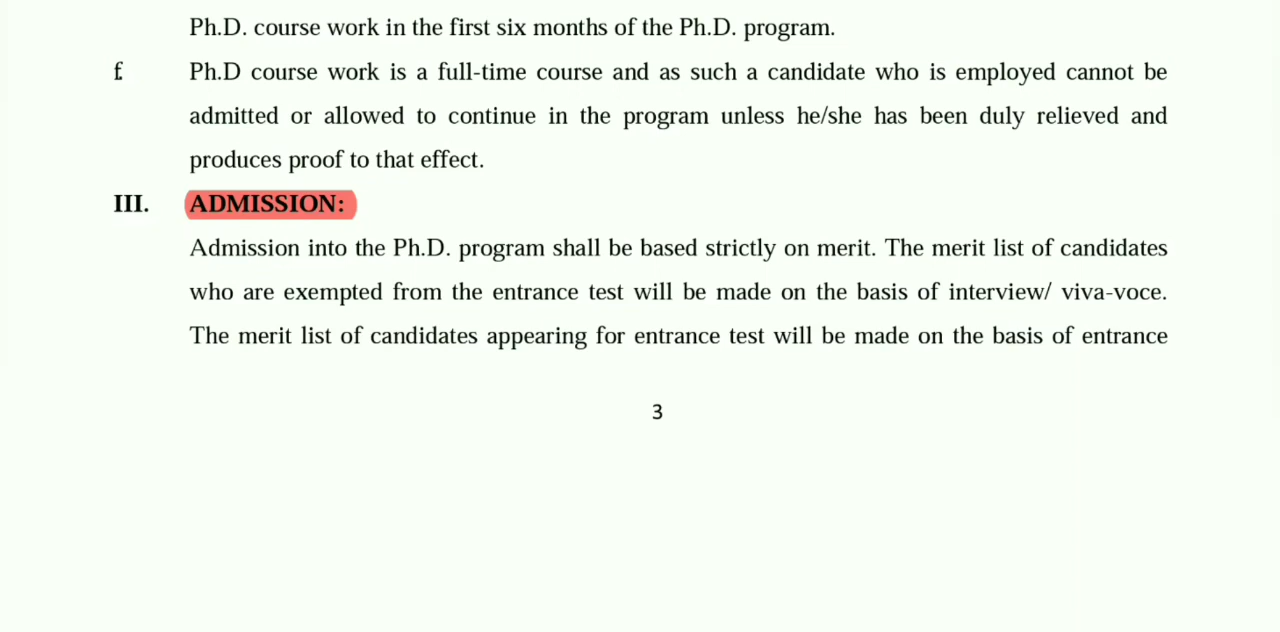 Ph.D. course work in the first six months of the Ph.D. program.
f. Ph.D course work is a full-time course and as such a candidate who is employed cannot be
admitted or allowed to continue in the program unless he/she has been duly relieved and
produces proof to that effect.
III. ADMISSION:
Admission into the Ph.D. program shall be based strictly on merit. The merit list of candidates
who are exempted from the entrance test will be made on the basis of interview/ viva-voce.
The merit list of candidates appearing for entrance test will be made on the basis of entrance
3